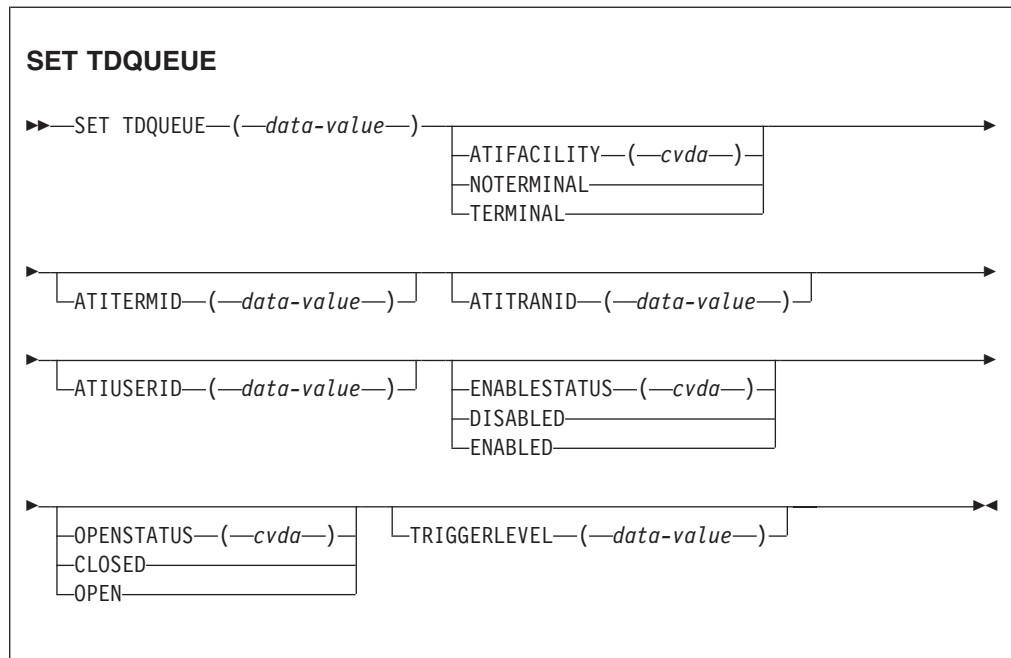 SET TDQUEUE
SET TDQUEUE ( data-value )
ATIFACILITY ( cvda )
NOTERMINAL
TERMINAL
ATITERMID ( data-value ) ATITRANID ( data-value )
ATIUSERID ( data-value ) ENABLESTATUS ( cvda )
DISABLED
ENABLED
OPENSTATUS ( cvda ) TRIGGERLEVEL ( data-value )
CLOSED
OPEN